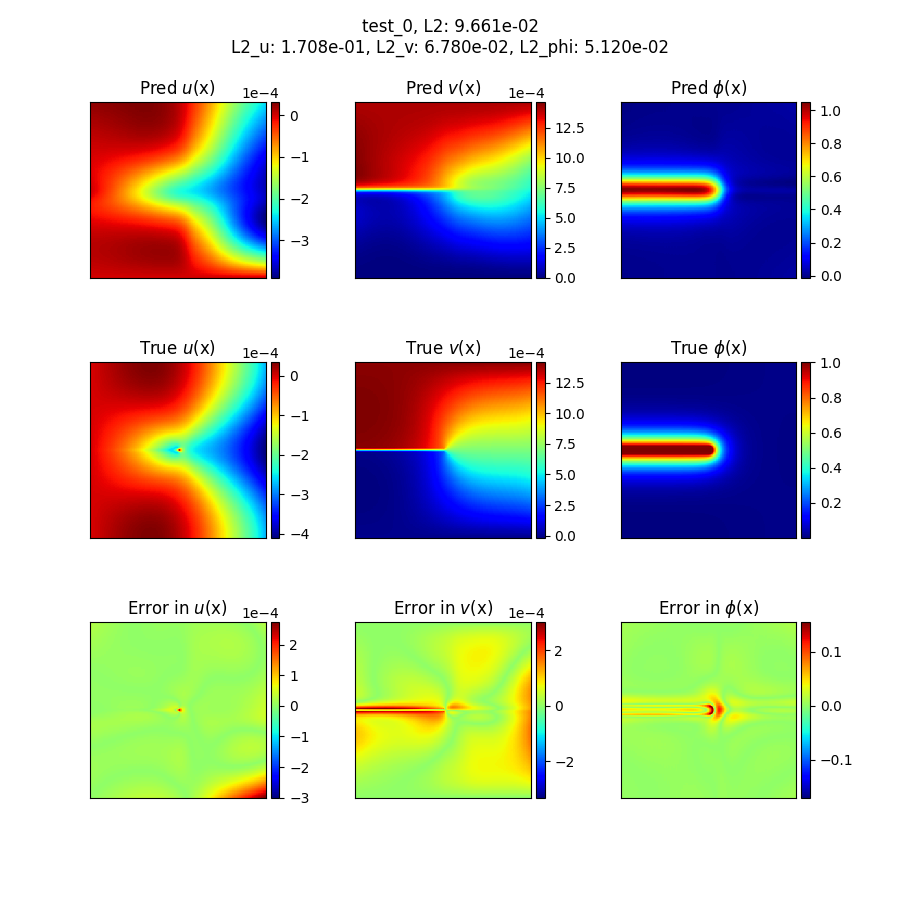 test_0, L2: 9.661e-02
L2_u: 1.708e-01, L2_v: 6.780e-02, L2_phi: 5.120e-02
Pred u(x)
1e−4
0
−1
−2
−3
Pred v(x)
1e−4
12.5
10.0
7.5
5.0
2.5
0.0
Pred ϕ(x)
1.0
0.8
0.6
0.4
0.2
0.0
True u(x)
1e−4
0
−1
−2
−3
−4
True v(x)
1e−4
12.5
10.0
7.5
5.0
2.5
0.0
True ϕ(x)
1.0
0.8
0.6
0.4
0.2
Error in u(x)
1e−4
2
1
0
−1
−2
−3
Error in v(x)
1e−4
2
0
−2
Error in ϕ(x)
0.1
0.0
−0.1